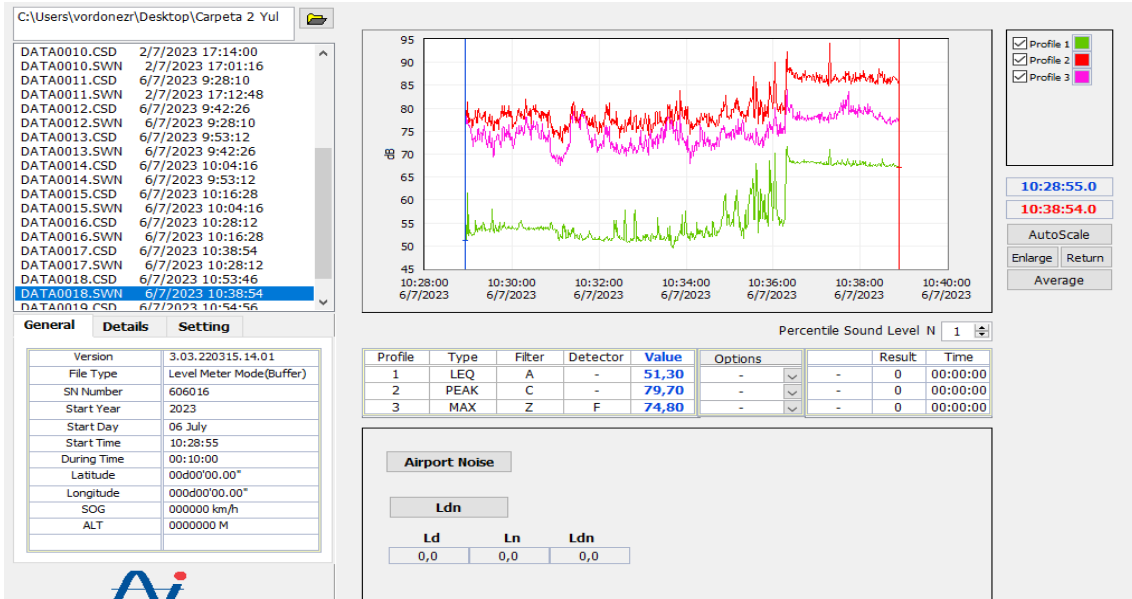 C:\Users\vordonezr\Desktop\Carpeta 2 Yul
DATA0010.CSD 2/7/2023 17:14:00
DATA0010.SWN 2/7/2023 17:01:16
DATA0011.CSD 6/7/2023 9:28:10
DATA0011.SWN 2/7/2023 17:12:48
DATA0012.CSD 6/7/2023 9:42:26
DATA0012.SWN 6/7/2023 9:28:10
DATA0013.CSD 6/7/2023 9:53:12
DATA0013.SWN 6/7/2023 9:42:26
DATA0014.CSD 6/7/2023 10:04:16
DATA0014.SWN 6/7/2023 9:53:12
DATA0015.CSD 6/7/2023 10:16:28
DATA0015.SWN 6/7/2023 10:04:16
DATA0016.CSD 6/7/2023 10:28:12
DATA0016.SWN 6/7/2023 10:16:28
DATA0017.CSD 6/7/2023 10:38:54
DATA0017.SWN 6/7/2023 10:28:12
DATA0018.CSD 6/7/2023 10:53:46
DATA0018.SWN 6/7/2023 10:38:54
DATA0019.CSD 6/7/2023 10:54:56
General Details Setting
Version 3.03.220315.14.01
File Type Level Meter Mode(Buffer)
SN Number 606016
Start Year 2023
Start Day 06 July
Start Time 10:28:55
During Time 00:10:00
Latitude 00d00'00.00"
Longitude 000d00'00.00"
SOG 000000 km/h
ALT 0000000 M
95
90
85
80
75
70
65
60
55
50
45
dB
10:28:00 10:30:00 10:32:00 10:34:00 10:36:00 10:38:00 10:40:00
6/7/2023 6/7/2023 6/7/2023 6/7/2023 6/7/2023 6/7/2023 6/7/2023
Profile 1
Profile 2
Profile 3
10:28:55.0
10:38:54.0
AutoScale
Enlarge Return
Average
Percentile Sound Level N 1
Profile Type Filter Detector Value Options Result Time
1 LEQ A - 51,30 - - 0 00:00:00
2 PEAK C - 79,70 - - 0 00:00:00
3 MAX Z F 74,80 - - 0 00:00:00
Airport Noise
Ldn
Ld Ln Ldn
0,0 0,0 0,0